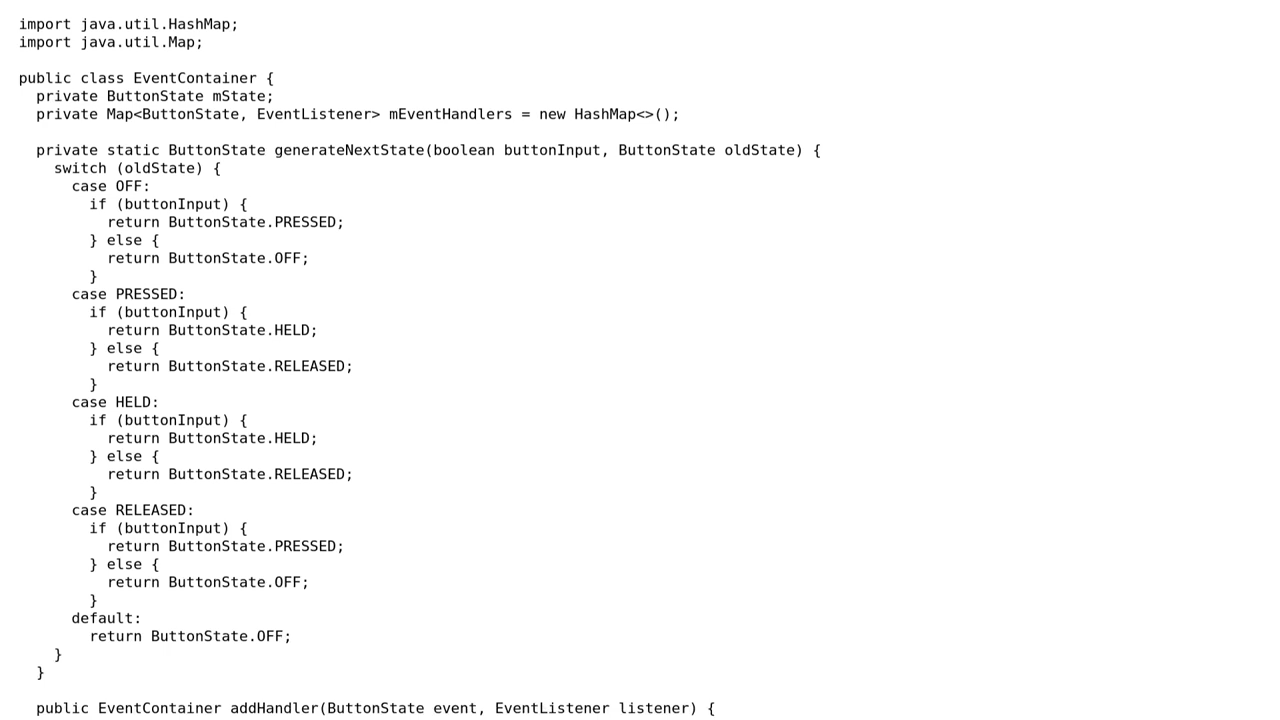 import java.util.HashMap;
import java.util.Map;

public class EventContainer {
  private ButtonState mState;
  private Map<ButtonState, EventListener> mEventHandlers = new HashMap<>();

  private static ButtonState generateNextState(boolean buttonInput, ButtonState oldState) {
    switch (oldState) {
      case OFF:
        if (buttonInput) {
          return ButtonState.PRESSED;
        } else {
          return ButtonState.OFF;
        }
      case PRESSED:
        if (buttonInput) {
          return ButtonState.HELD;
        } else {
          return ButtonState.RELEASED;
        }
      case HELD:
        if (buttonInput) {
          return ButtonState.HELD;
        } else {
          return ButtonState.RELEASED;
        }
      case RELEASED:
        if (buttonInput) {
          return ButtonState.PRESSED;
        } else {
          return ButtonState.OFF;
        }
      default:
        return ButtonState.OFF;
    }
  }

  public EventContainer addHandler(ButtonState event, EventListener listener) {